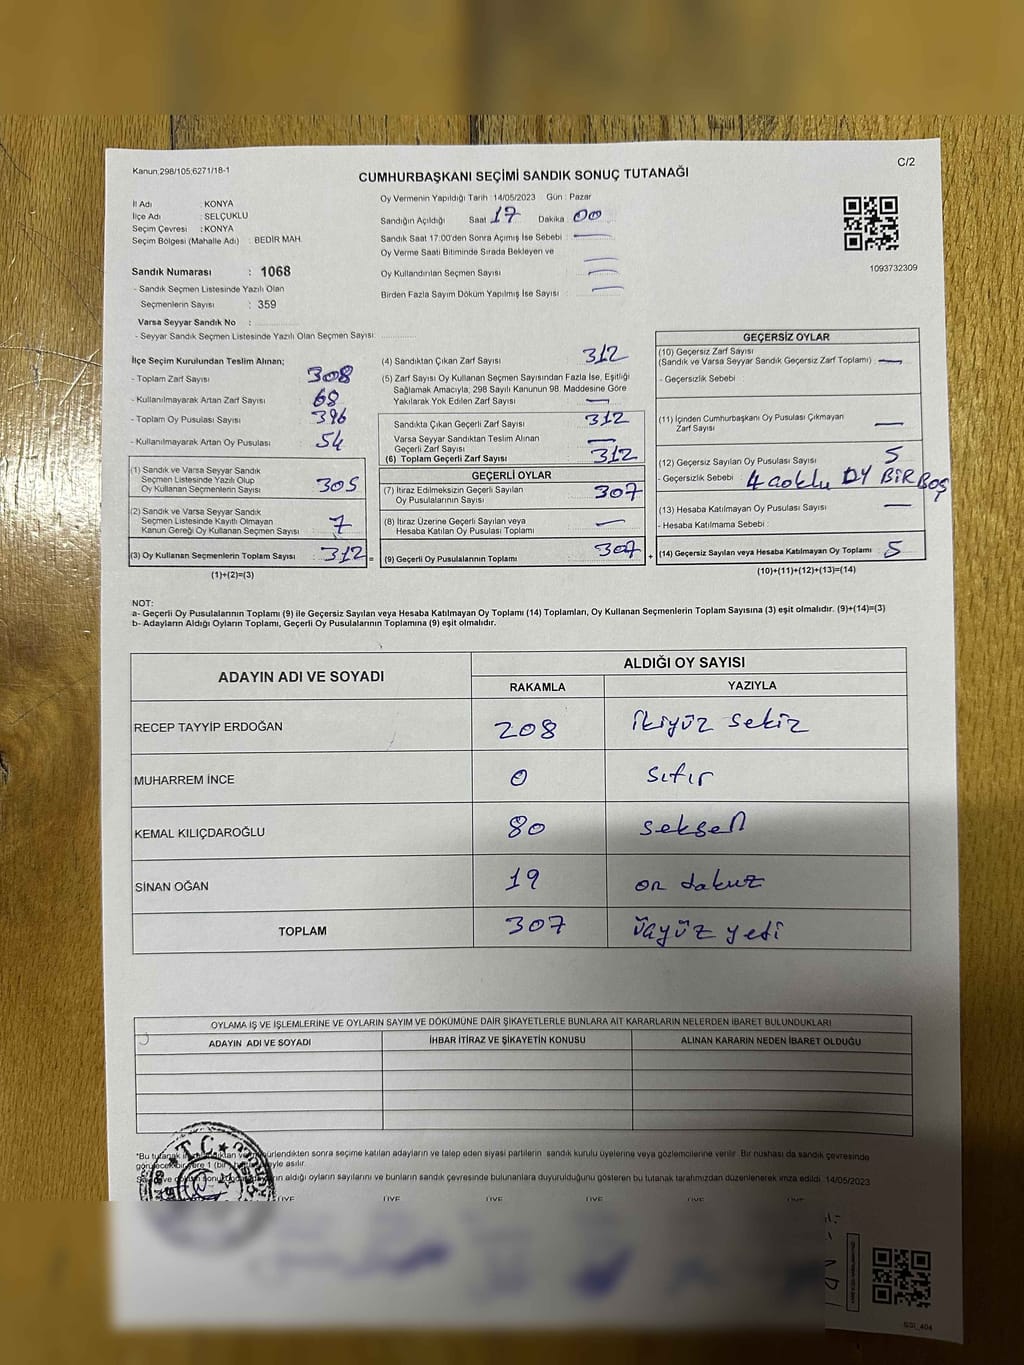 Kanun;298/105;6271/18-1
C/2
CUMHURBAŞKANI SEÇİMİ SANDIK SONUÇ TUTANAĞI
İl Adı : KONYA
İlçe Adı : SELÇUKLU
Seçim Çevresi : KONYA
Seçim Bölgesi (Mahalle Adı) : BEDİR MAH.
Sandık Numarası : 1068
- Sandık Seçmen Listesinde Yazılı Olan
Seçmenlerin Sayısı : 359
Varsa Seyyar Sandık No :
- Seyyar Sandık Seçmen Listesinde Yazılı Olan Seçmen Sayısı:
Oy Vermenin Yapıldığı Tarih : 14/05/2023 Gün : Pazar
Sandığın Açıldığı Saat 17 Dakika : 00
Sandık Saat 17:00'den Sonra Açımış İse Sebebi :
Oy Verme Saati Bitiminde Sırada Bekleyen ve
Oy Kullandırılan Seçmen Sayısı
Birden Fazla Sayım Döküm Yapılmış İse Sayısı :
1093732309
İlçe Seçim Kurulundan Teslim Alınan;
- Toplam Zarf Sayısı 308
- Kullanılmayarak Artan Zarf Sayısı : 68
- Toplam Oy Pusulası Sayısı : 396
- Kullanılmayarak Artan Oy Pusulası : 54
(1) Sandık ve Varsa Seyyar Sandık
Seçmen Listesinde Yazılı Olup
Oy Kullanan Seçmenlerin Sayısı : 305
(2) Sandık ve Varsa Seyyar Sandık
Seçmen Listesinde Kayıtlı Olmayan
Kanun Gereği Oy Kullanan Seçmen Sayısı : 7
(3) Oy Kullanan Seçmenlerin Toplam Sayısı : 312 =
(1)+(2)=(3)
(4) Sandıktan Çıkan Zarf Sayısı : 312
(5) Zarf Sayısı Oy Kullanan Seçmen Sayısından Fazla İse, Eşitliği
Sağlamak Amacıyla, 298 Sayılı Kanunun 98. Maddesine Göre
Yakılarak Yok Edilen Zarf Sayısı :
Sandıkta Çıkan Geçerli Zarf Sayısı : 312
Varsa Seyyar Sandıktan Teslim Alınan
Geçerli Zarf Sayısı :
(6) Toplam Geçerli Zarf Sayısı : 312
GEÇERLİ OYLAR
(7) İtiraz Edilmeksizin Geçerli Sayılan
Oy Pusulalarının Sayısı : 307
(8) İtiraz Üzerine Geçerli Sayılan veya
Hesaba Katılan Oy Pusulası Toplamı :
(9) Geçerli Oy Pusulalarının Toplamı : 307 +
GEÇERSİZ OYLAR
(10) Geçersiz Zarf Sayısı
(Sandık ve Varsa Seyyar Sandık Geçersiz Zarf Toplamı) :
- Geçersizlik Sebebi
(11) İçinden Cumhurbaşkanı Oy Pusulası Çıkmayan
Zarf Sayısı :
(12) Geçersiz Sayılan Oy Pusulası Sayısı : 5
- Geçersizlik Sebebi : 4 çoklu OY BİR BOŞ
(13) Hesaba Katılmayan Oy Pusulası Sayısı :
- Hesaba Katılmama Sebebi :
(14) Geçersiz Sayılan veya Hesaba Katılmayan Oy Toplamı : 5
(10)+(11)+(12)+(13)=(14)
NOT:
a- Geçerli Oy Pusulalarının Toplamı (9) ile Geçersiz Sayılan veya Hesaba Katılmayan Oy Toplamı (14) Toplamları, Oy Kullanan Seçmenlerin Toplam Sayısına (3) eşit olmalıdır. (9)+(14)=(3)
b- Adayların Aldığı Oyların Toplamı, Geçerli Oy Pusulalarının Toplamına (9) eşit olmalıdır.
ADAYIN ADI VE SOYADI
ALDIĞI OY SAYISI
RAKAMLA YAZIYLA
RECEP TAYYİP ERDOĞAN 208 ikiyüz sekiz
MUHARREM İNCE 0 sıfır
KEMAL KILIÇDAROĞLU 80 seksen
SİNAN OĞAN 19 on dokuz
TOPLAM 307 üçyüz yedi
OYLAMA İŞ VE İŞLEMLERİNE VE OYLARIN SAYIM VE DÖKÜMÜNE DAİR ŞİKAYETLERLE BUNLARA AİT KARARLARIN NELERDEN İBARET BULUNDUKLARI
ADAYIN ADI VE SOYADI İHBAR İTİRAZ VE ŞİKAYETİN KONUSU ALINAN KARARIN NEDEN İBARET OLDUĞU
*Bu tutanak sonra seçime katılan adayların ve talep eden siyasi partilerin sandık kurulu üyelerine veya gözlemcilerine verilir. Bir nüshası da sandık çevresinde
asılır.
aldığı oyların sayılarını ve bunların sandık çevresinde bulunanlara duyurulduğunu gösteren bu tutanak tarafımızdan düzenlenerek imza edildi. 14/05/2023
T.C.
ÜYE ÜYE ÜYE ÜYE ÜYE ÜYE